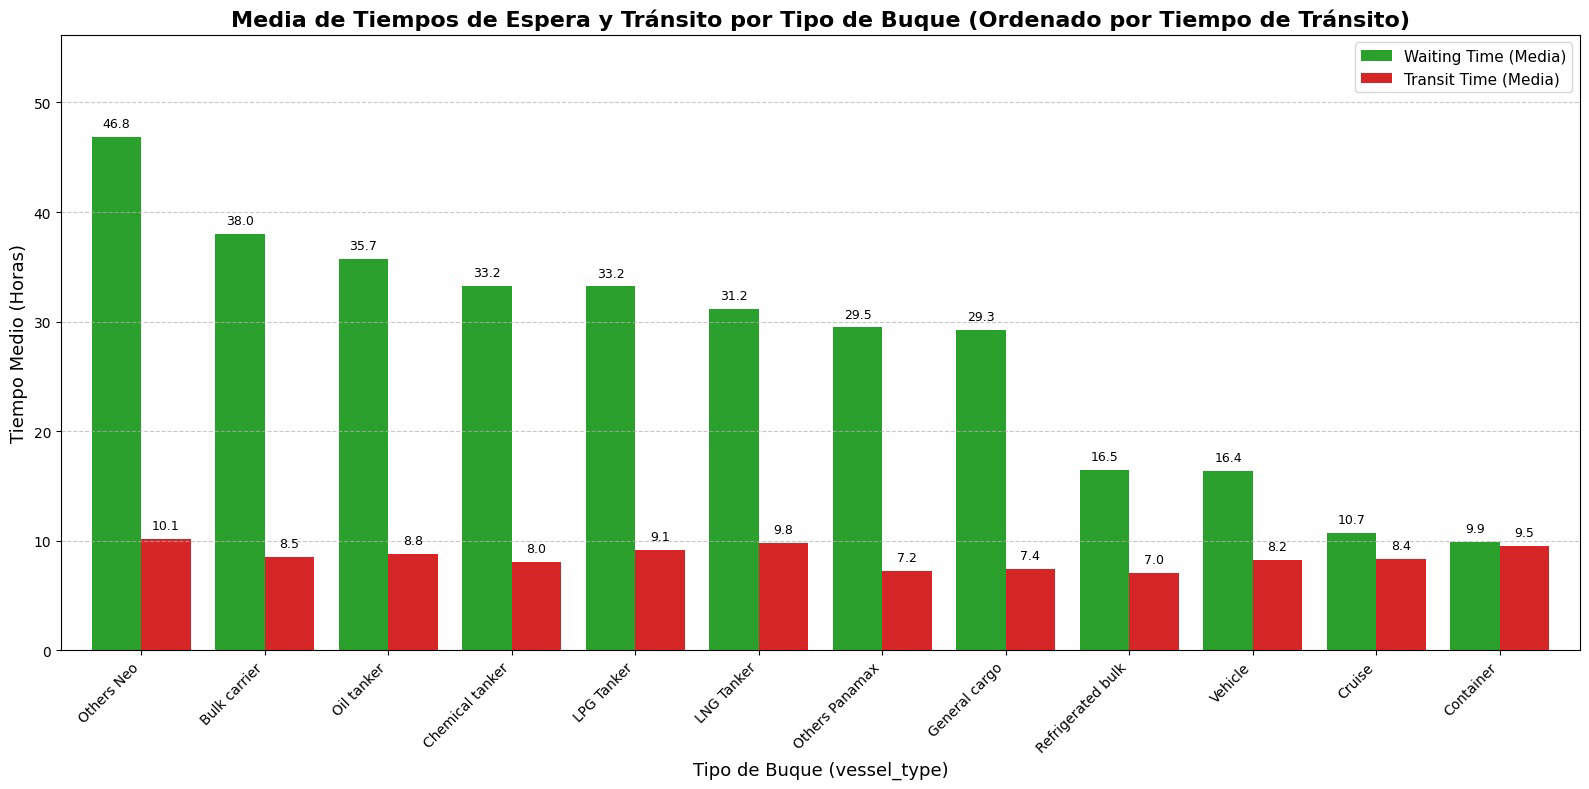 Media de Tiempos de Espera y Tránsito por Tipo de Buque (Ordenado por Tiempo de Tránsito)
Waiting Time (Media)
Transit Time (Media)
Tiempo Medio (Horas)
50
40
30
20
10
0
46.8
10.1
38.0
8.5
35.7
8.8
33.2
8.0
33.2
9.1
31.2
9.8
29.5
7.2
29.3
7.4
16.5
7.0
16.4
8.2
10.7
8.4
9.9
9.5
Others Neo
Bulk carrier
Oil tanker
Chemical tanker
LPG Tanker
LNG Tanker
Others Panamax
General cargo
Refrigerated bulk
Vehicle
Cruise
Container
Tipo de Buque (vessel_type)